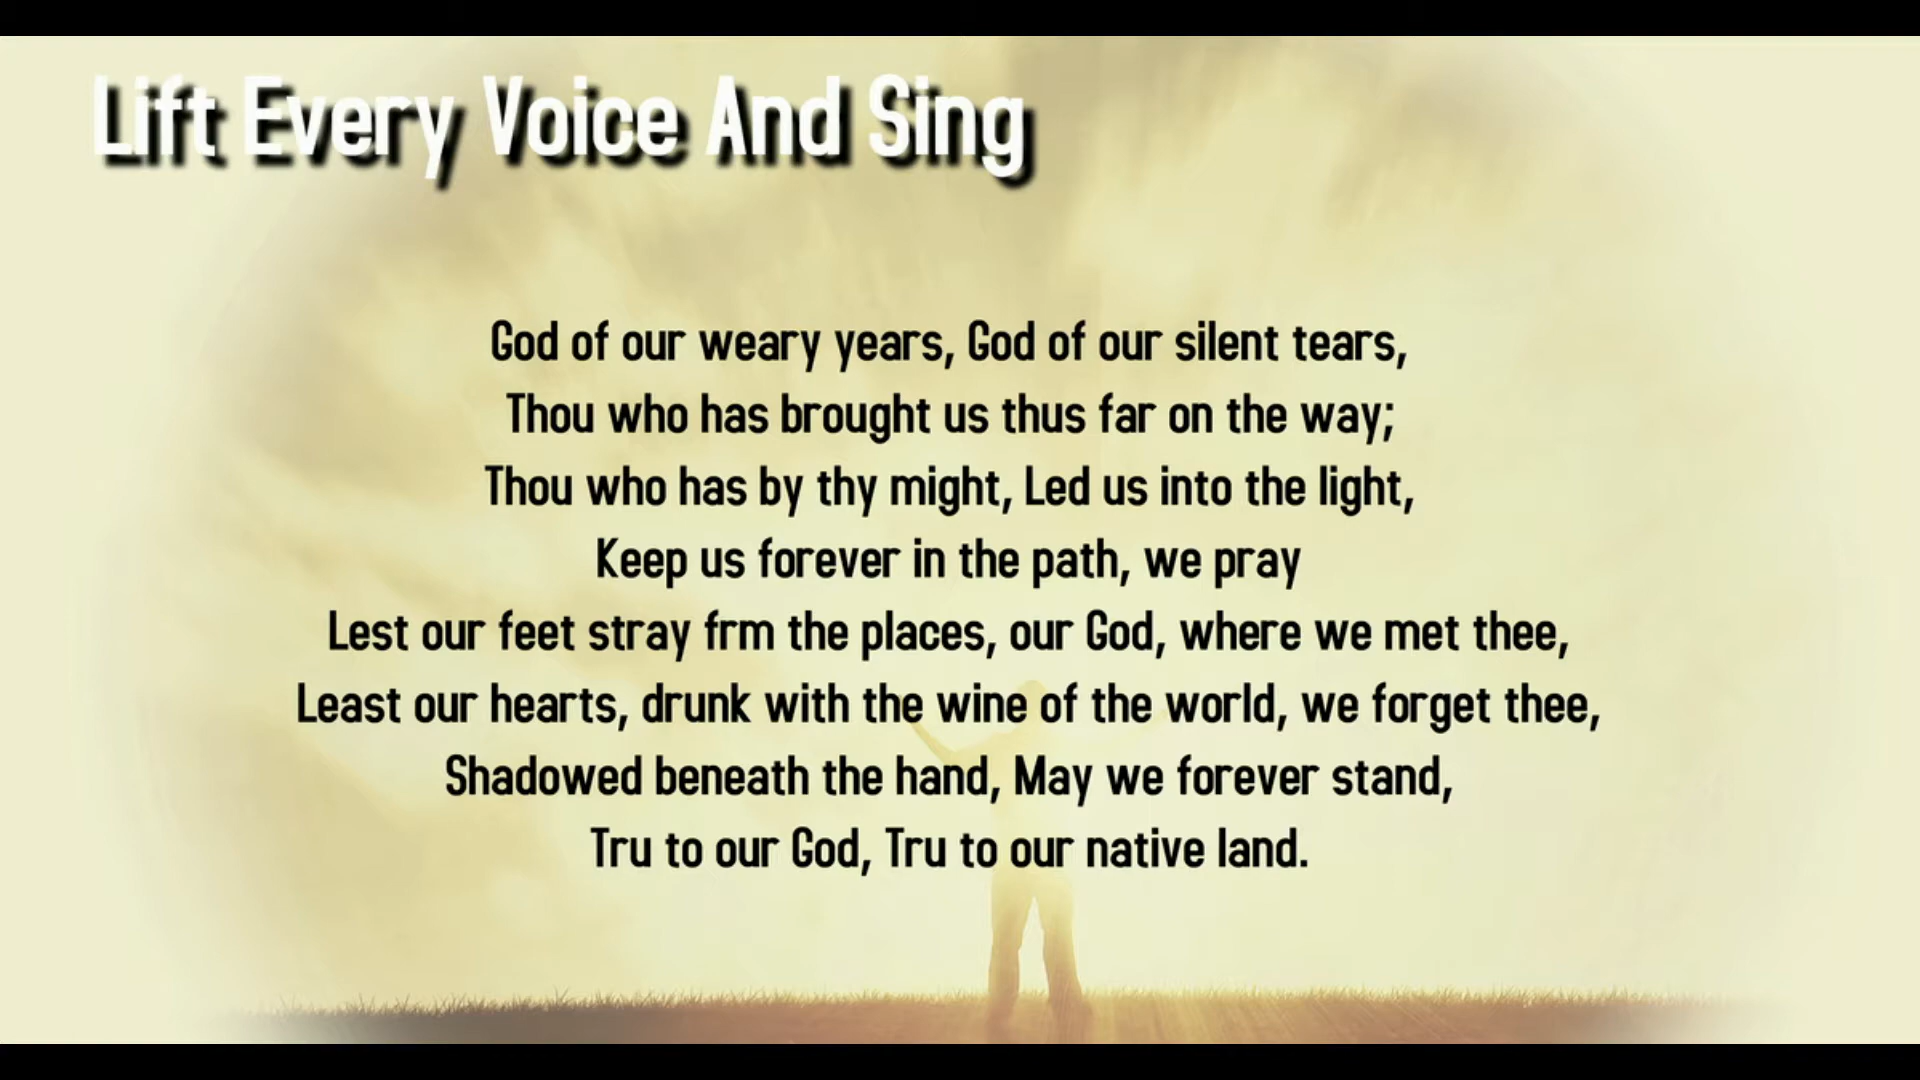 Lift Every Voice And Sing
God of our weary years, God of our silent tears,
Thou who has brought us thus far on the way;
Thou who has by thy might, Led us into the light,
Keep us forever in the path, we pray
Lest our feet stray frm the places, our God, where we met thee,
Least our hearts, drunk with the wine of the world, we forget thee,
Shadowed beneath the hand, May we forever stand,
Tru to our God, Tru to our native land.